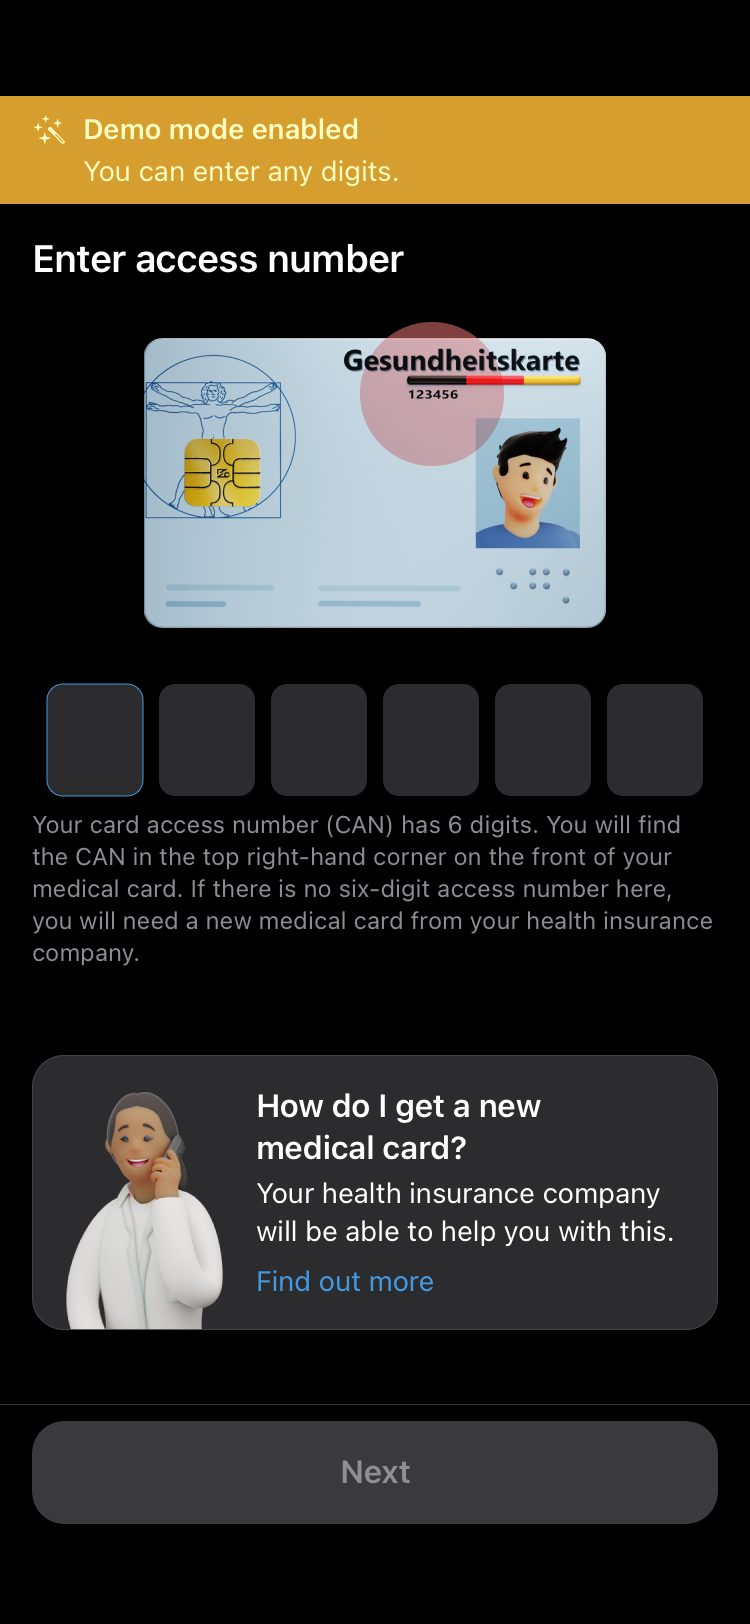 Demo mode enabled
You can enter any digits.
Enter access number
Gesundheitskarte
123456
Your card access number (CAN) has 6 digits. You will find
the CAN in the top right-hand corner on the front of your
medical card. If there is no six-digit access number here,
you will need a new medical card from your health insurance
company.
How do I get a new
medical card?
Your health insurance company
will be able to help you with this.
Find out more
Next